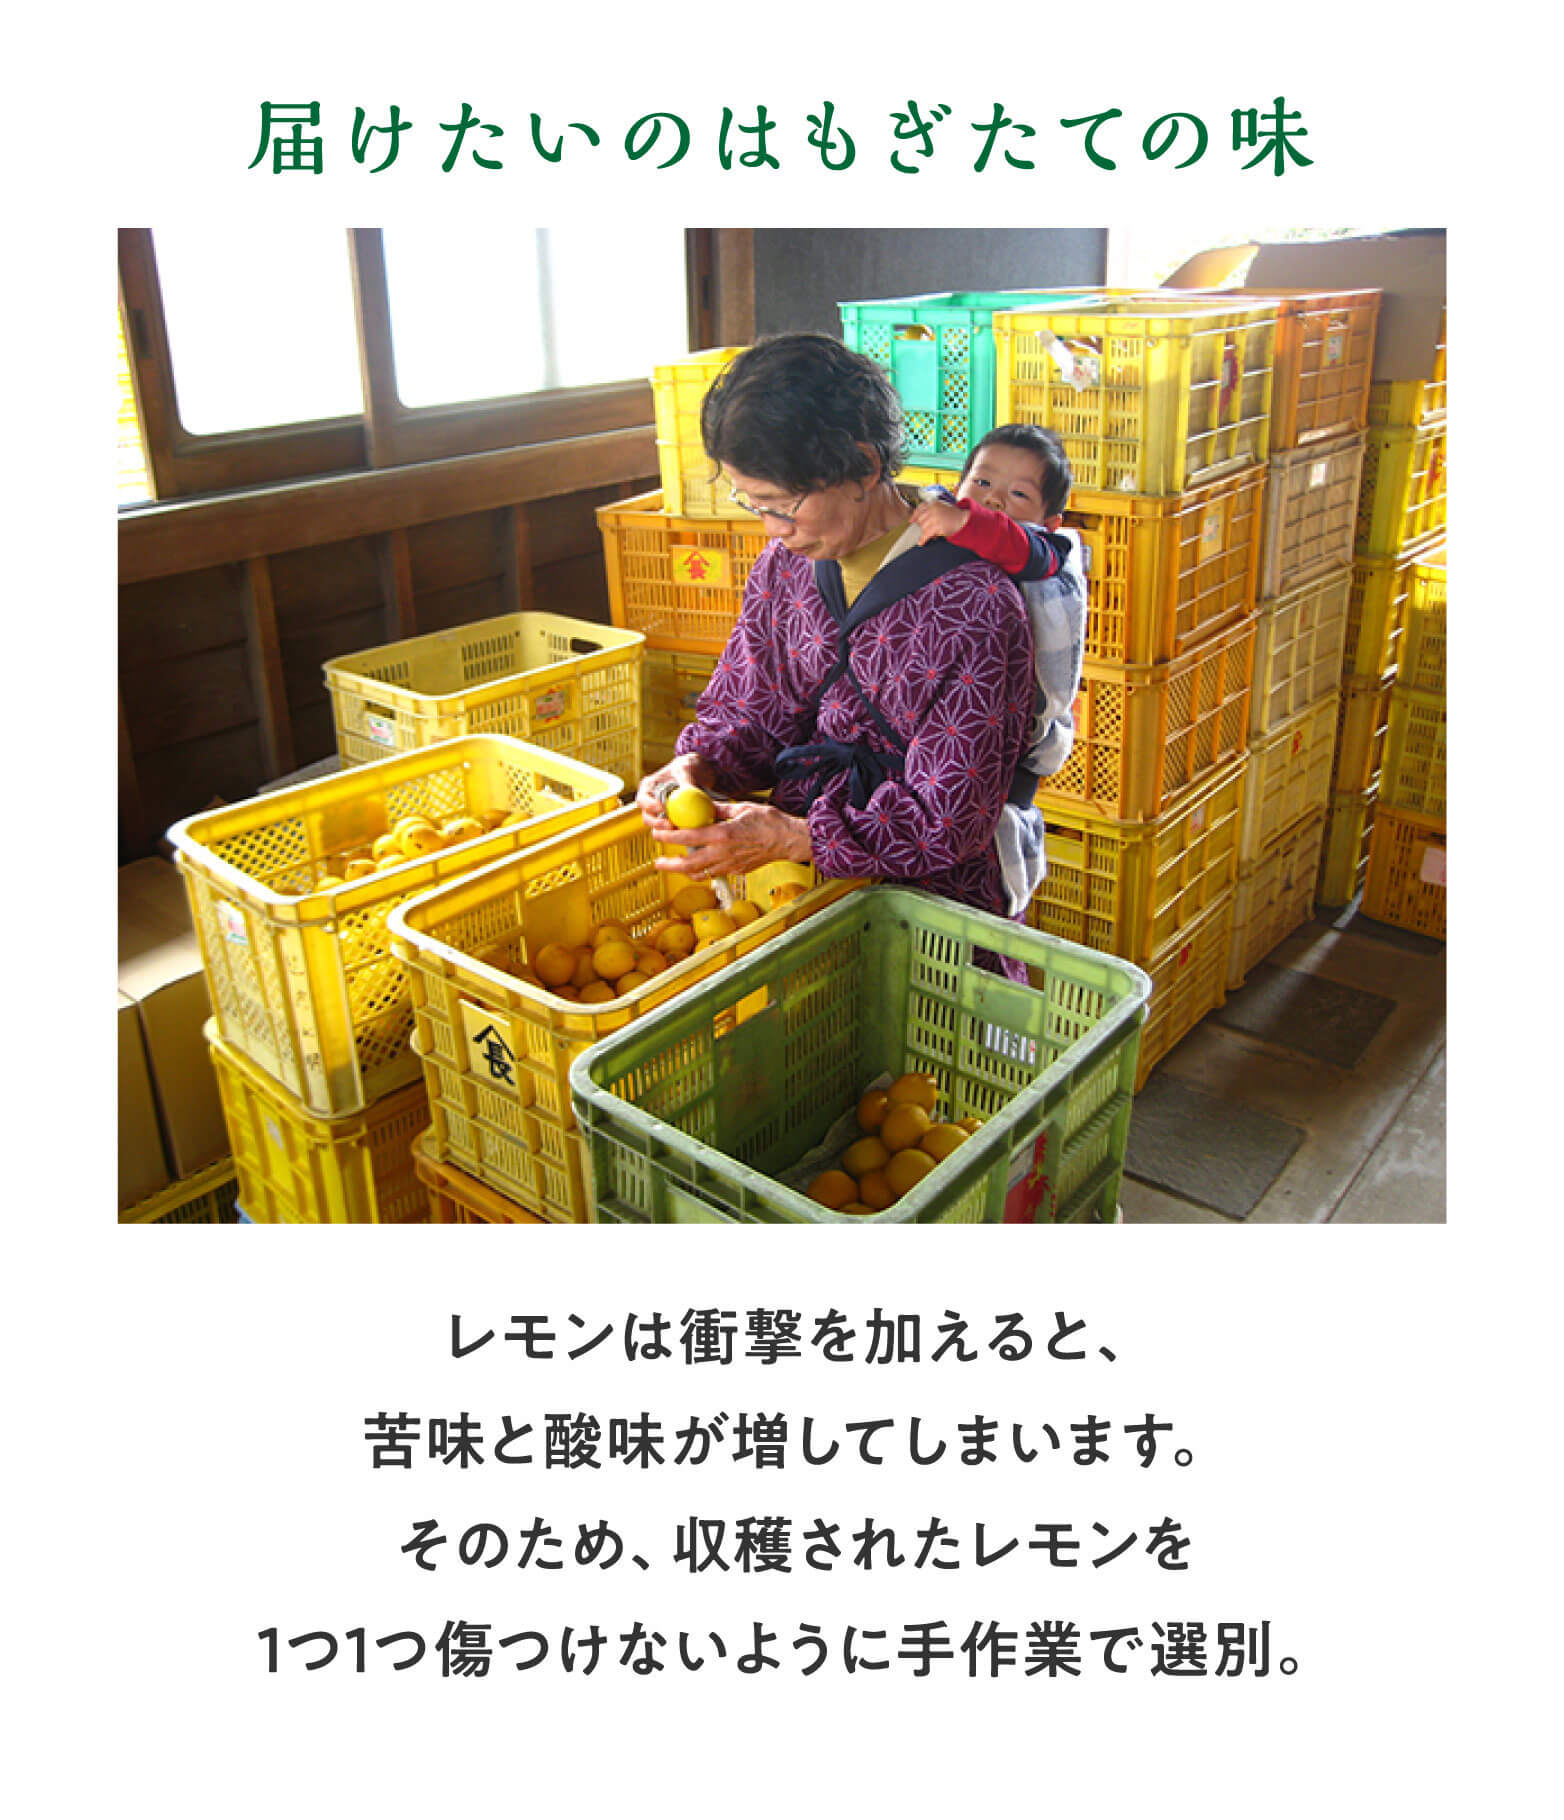 届けたいのはもぎたての味
長
長
レモンは衝撃を加えると、
苦味と酸味が増してしまいます。
そのため、収穫されたレモンを
1つ1つ傷つけないように手作業で選別。